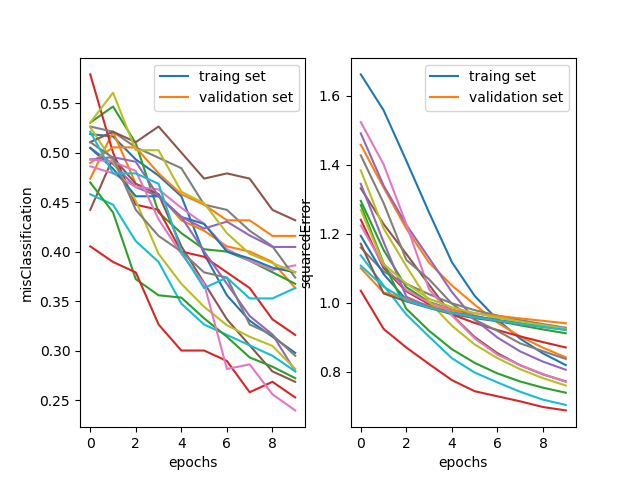 traing set
validation set
0.55
0.50
0.45
0.40
0.35
0.30
0.25
misClassification
0 2 4 6 8
epochs
traing set
validation set
1.6
1.4
1.2
1.0
0.8
squaredError
0 2 4 6 8
epochs